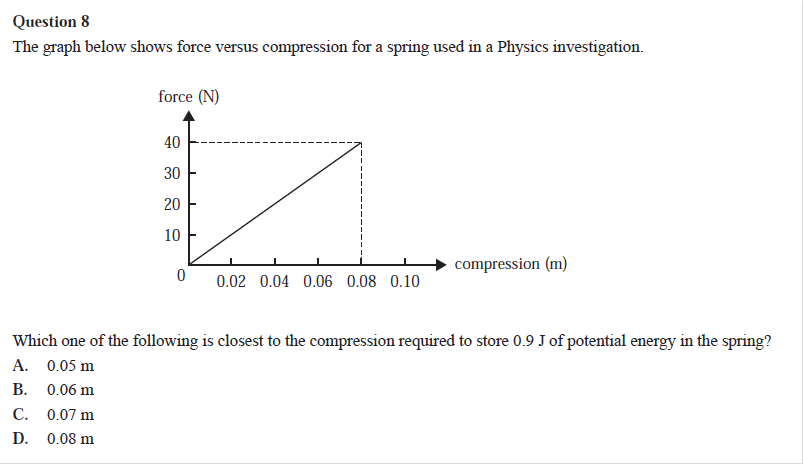 Question 8
The graph below shows force versus compression for a spring used in a Physics investigation.
force (N)
40
30
20
10
0
0.02 0.04 0.06 0.08 0.10
compression (m)
Which one of the following is closest to the compression required to store 0.9 J of potential energy in the spring?
A. 0.05 m
B. 0.06 m
C. 0.07 m
D. 0.08 m